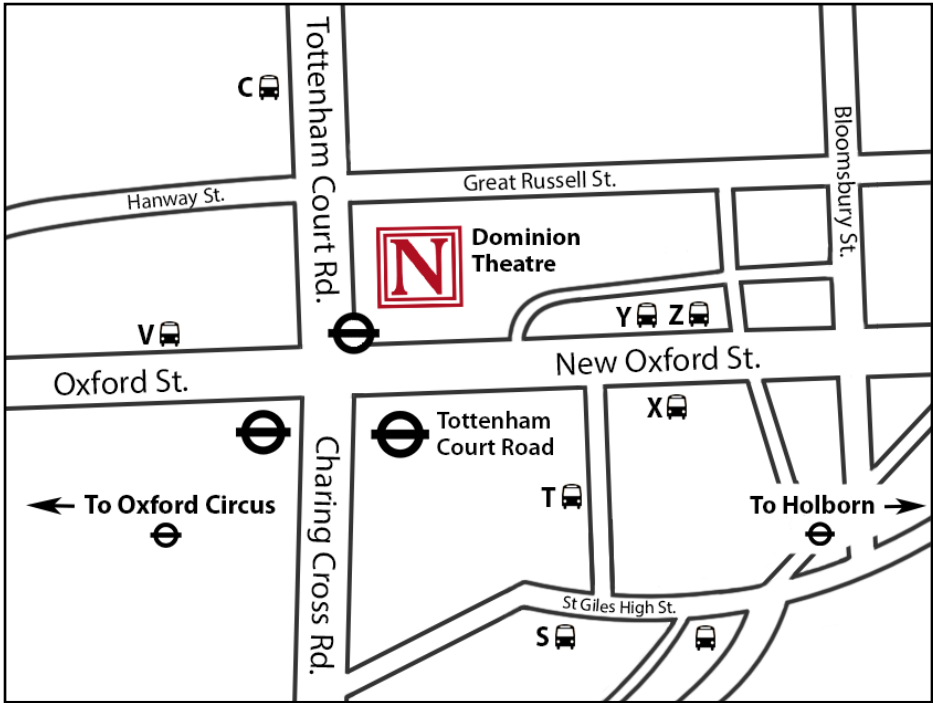 Tottenham Court Rd.
C
Bloomsbury St.
Great Russell St.
Hanway St.
N
Dominion
Theatre
V
Y
Z
New Oxford St.
Oxford St.
X
Tottenham
Court Road
Charing Cross Rd.
T
To Oxford Circus
To Holborn
St Giles High St.
S